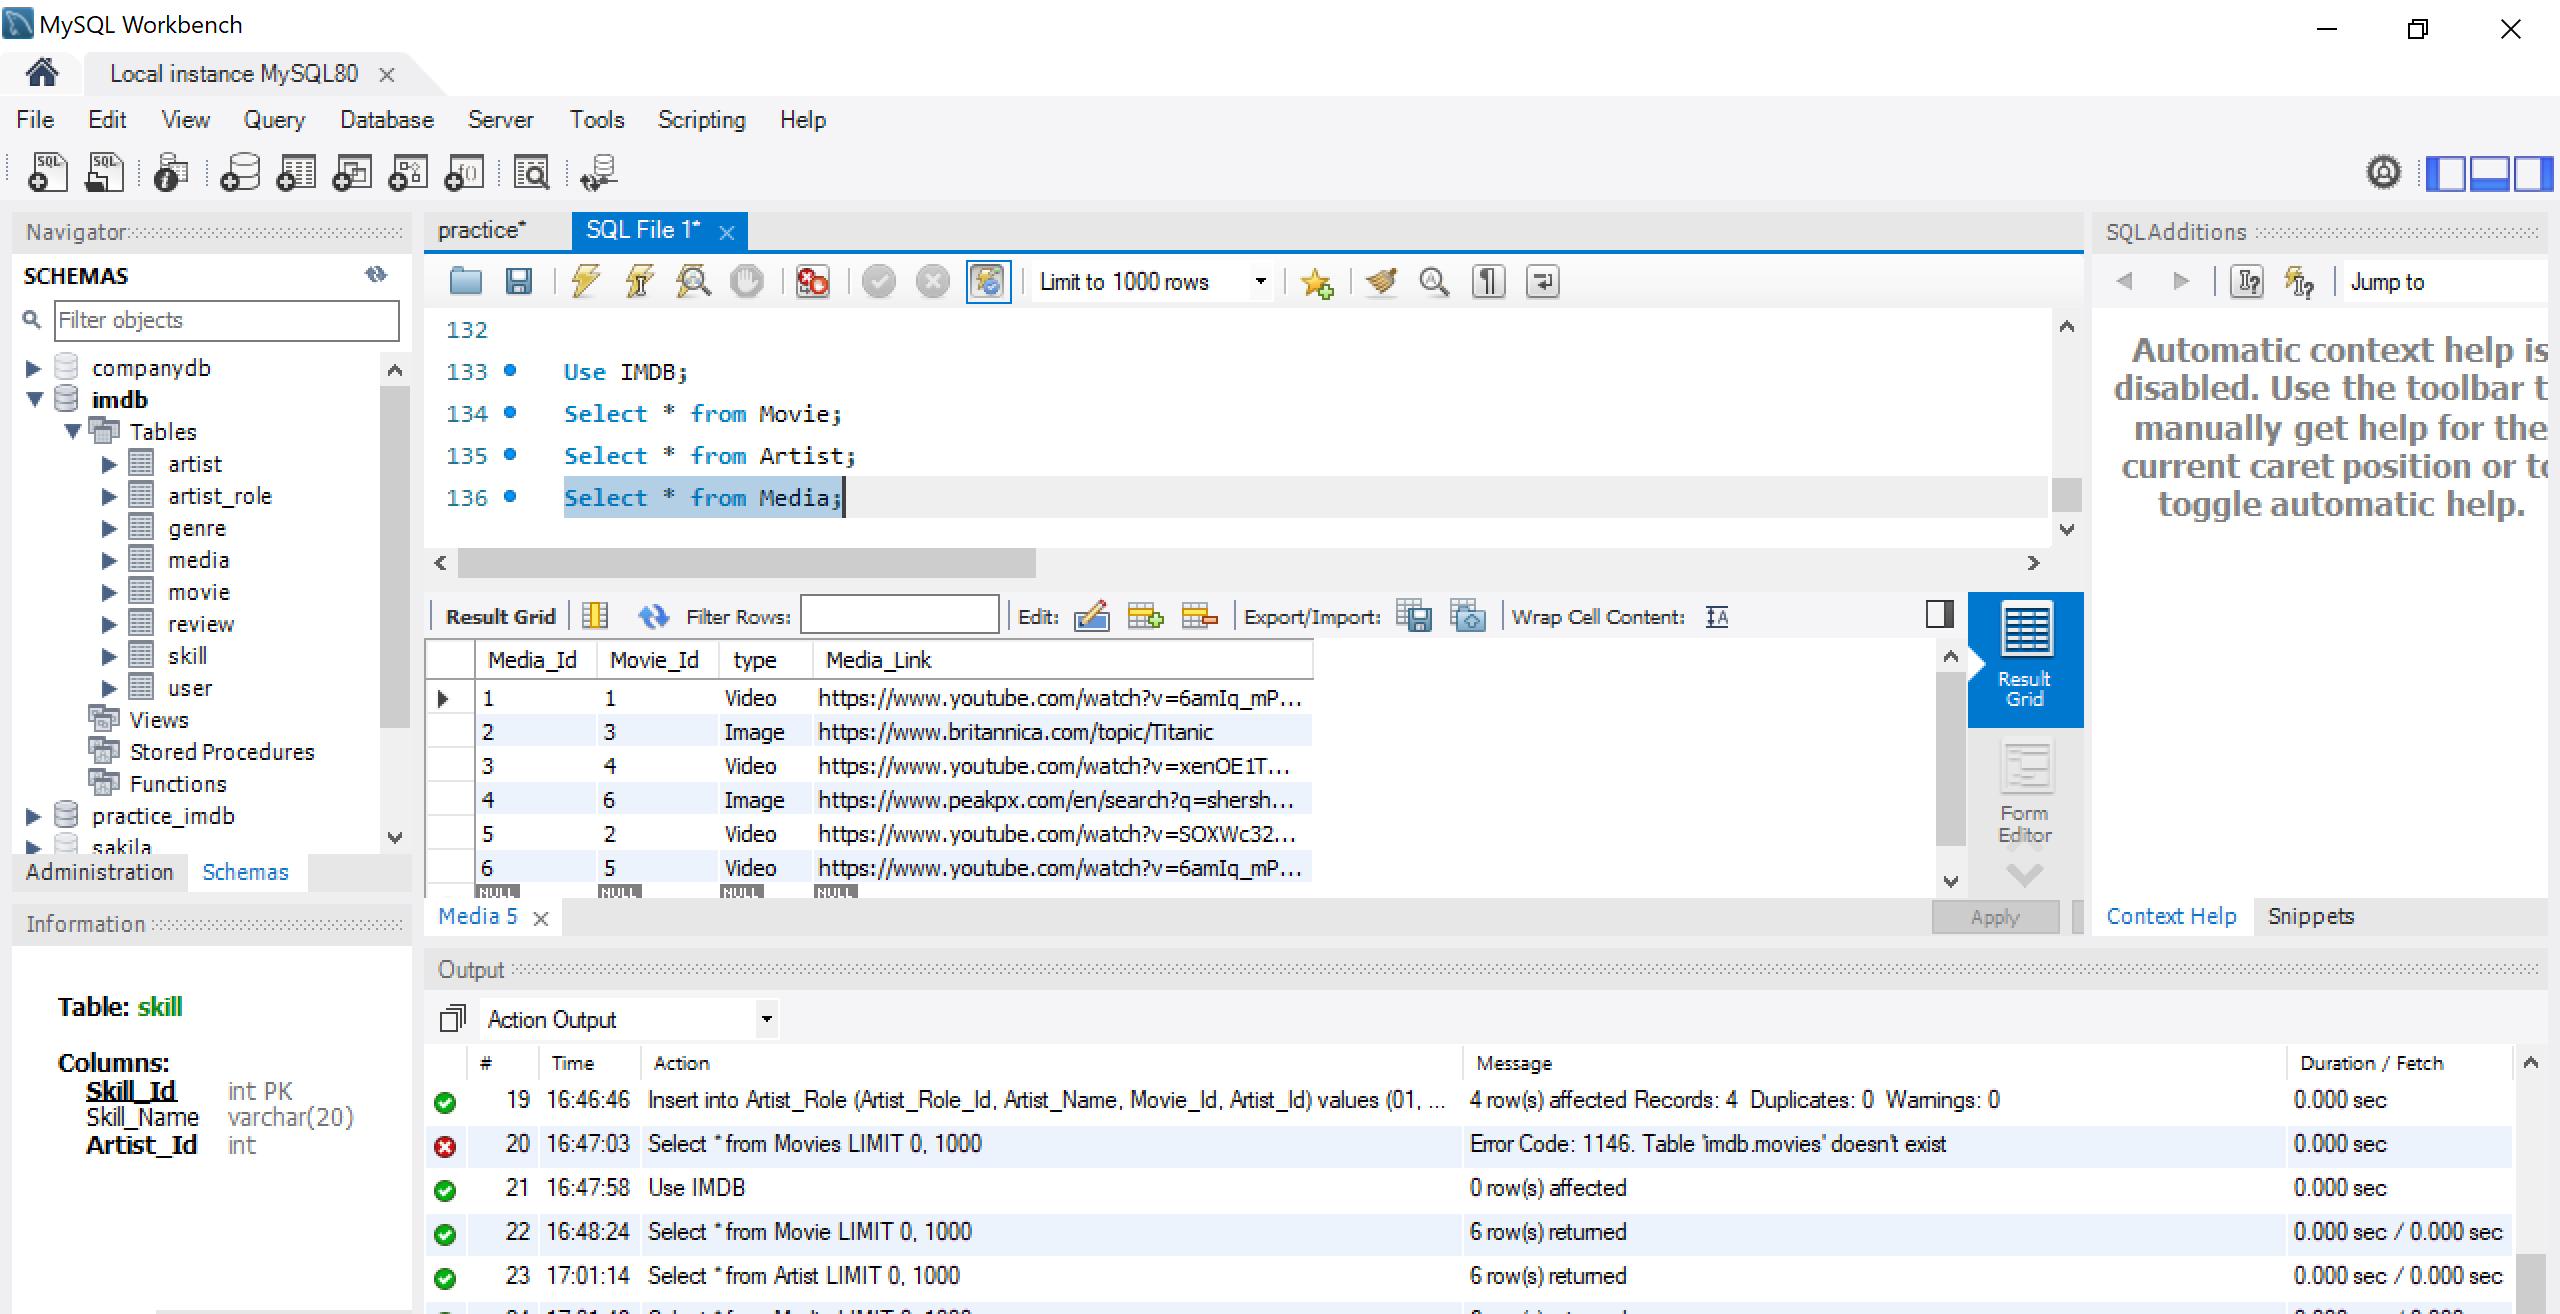 MySQL Workbench
Local instance MySQL80
File Edit View Query Database Server Tools Scripting Help
Navigator
SCHEMAS
Filter objects
companydb
imdb
Tables
artist
artist_role
genre
media
movie
review
skill
user
Views
Stored Procedures
Functions
practice_imdb
sakila
Administration Schemas
Information
Table: skill
Columns:
Skill_Id int PK
Skill_Name varchar(20)
Artist_Id int
practice* SQL File 1*
Limit to 1000 rows
132
133 Use IMDB;
134 Select * from Movie;
135 Select * from Artist;
136 Select * from Media;
Result Grid Filter Rows: Edit: Export/Import: Wrap Cell Content:
Media_Id Movie_Id type Media_Link
1 1 Video https://www.youtube.com/watch?v=6amIq_mP...
2 3 Image https://www.britannica.com/topic/Titanic
3 4 Video https://www.youtube.com/watch?v=xenOE1T...
4 6 Image https://www.peakpx.com/en/search?q=shersh...
5 2 Video https://www.youtube.com/watch?v=SOXWc32...
6 5 Video https://www.youtube.com/watch?v=6amIq_mP...
NULL NULL NULL NULL
Result Grid
Form Editor
Media 5
Apply
SQLAdditions
Jump to
Automatic context help is
disabled. Use the toolbar t
manually get help for the
current caret position or to
toggle automatic help.
Context Help Snippets
Output
Action Output
# Time Action Message Duration / Fetch
19 16:46:46 Insert into Artist_Role (Artist_Role_Id, Artist_Name, Movie_Id, Artist_Id) values (01, ... 4 row(s) affected Records: 4 Duplicates: 0 Warnings: 0 0.000 sec
20 16:47:03 Select * from Movies LIMIT 0, 1000 Error Code: 1146. Table 'imdb.movies' doesn't exist 0.000 sec
21 16:47:58 Use IMDB 0 row(s) affected 0.000 sec
22 16:48:24 Select * from Movie LIMIT 0, 1000 6 row(s) returned 0.000 sec / 0.000 sec
23 17:01:14 Select * from Artist LIMIT 0, 1000 6 row(s) returned 0.000 sec / 0.000 sec